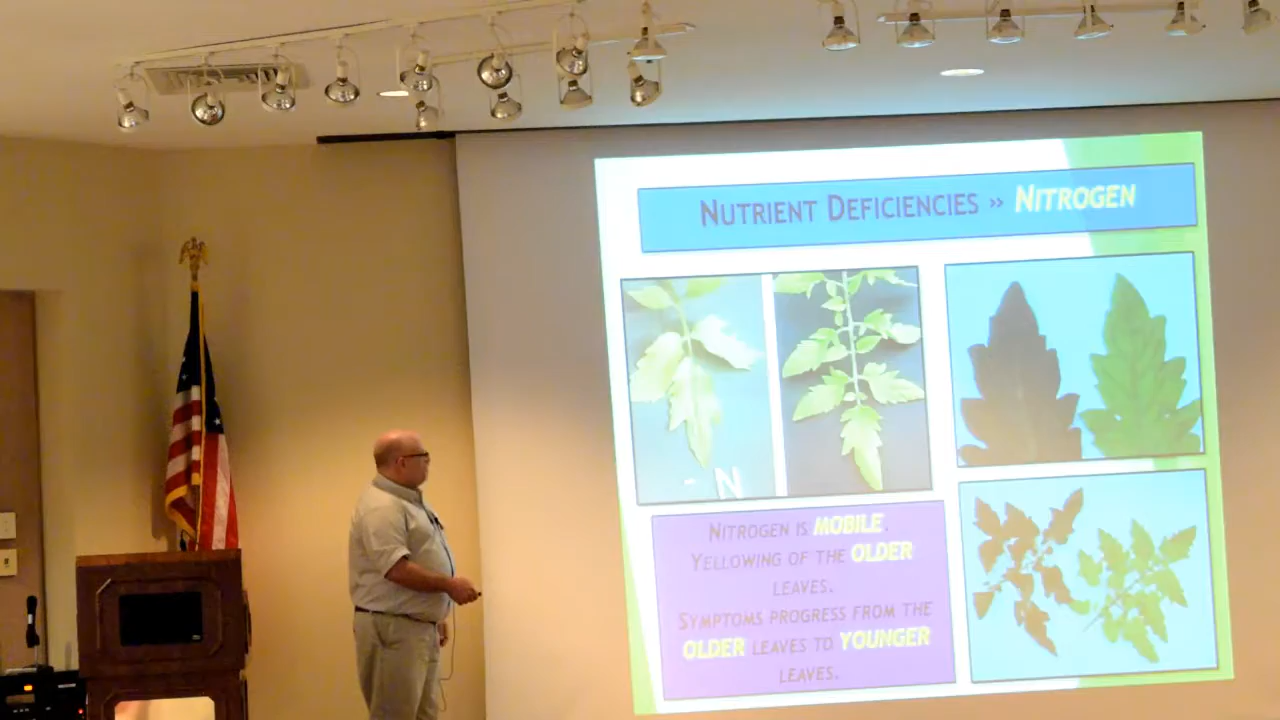 NUTRIENT DEFICIENCIES » NITROGEN
- N
NITROGEN IS MOBILE.
YELLOWING OF THE OLDER
LEAVES.
SYMPTOMS PROGRESS FROM THE
OLDER LEAVES TO YOUNGER
LEAVES.